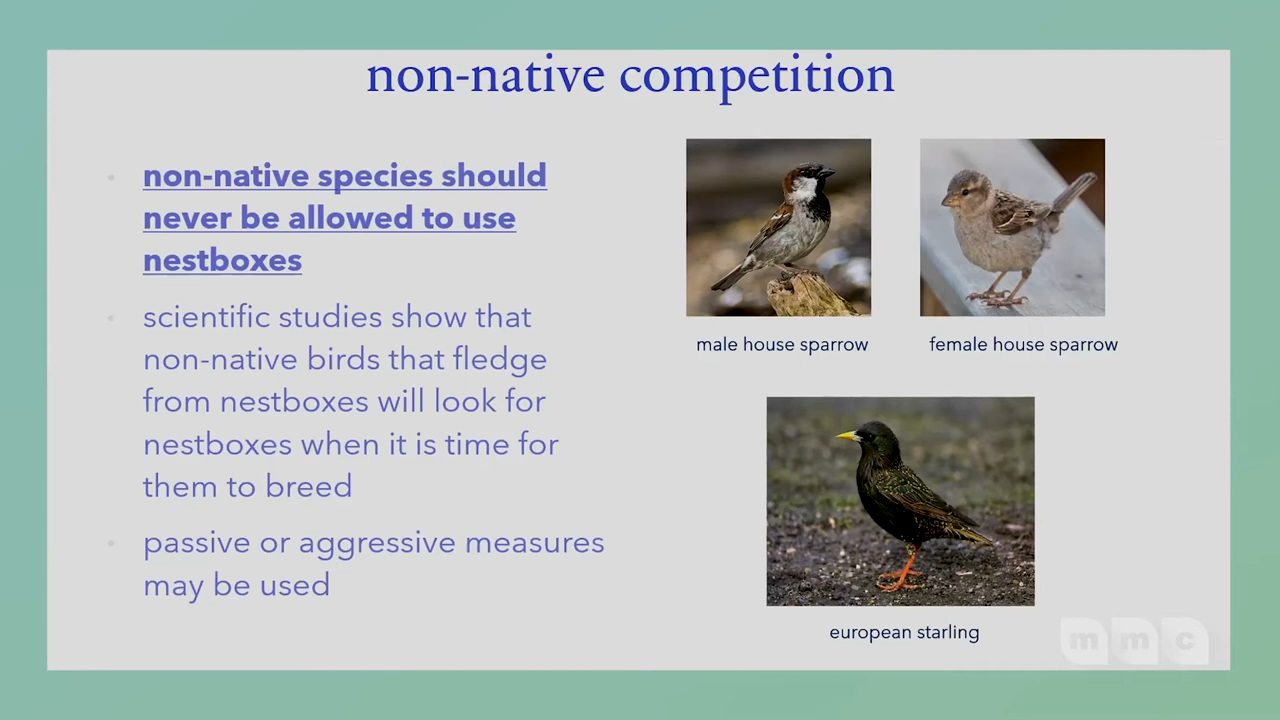 non-native competition
non-native species should
never be allowed to use
nestboxes
scientific studies show that
non-native birds that fledge
from nestboxes will look for
nestboxes when it is time for
them to breed
passive or aggressive measures
may be used
male house sparrow
female house sparrow
european starling
mmc